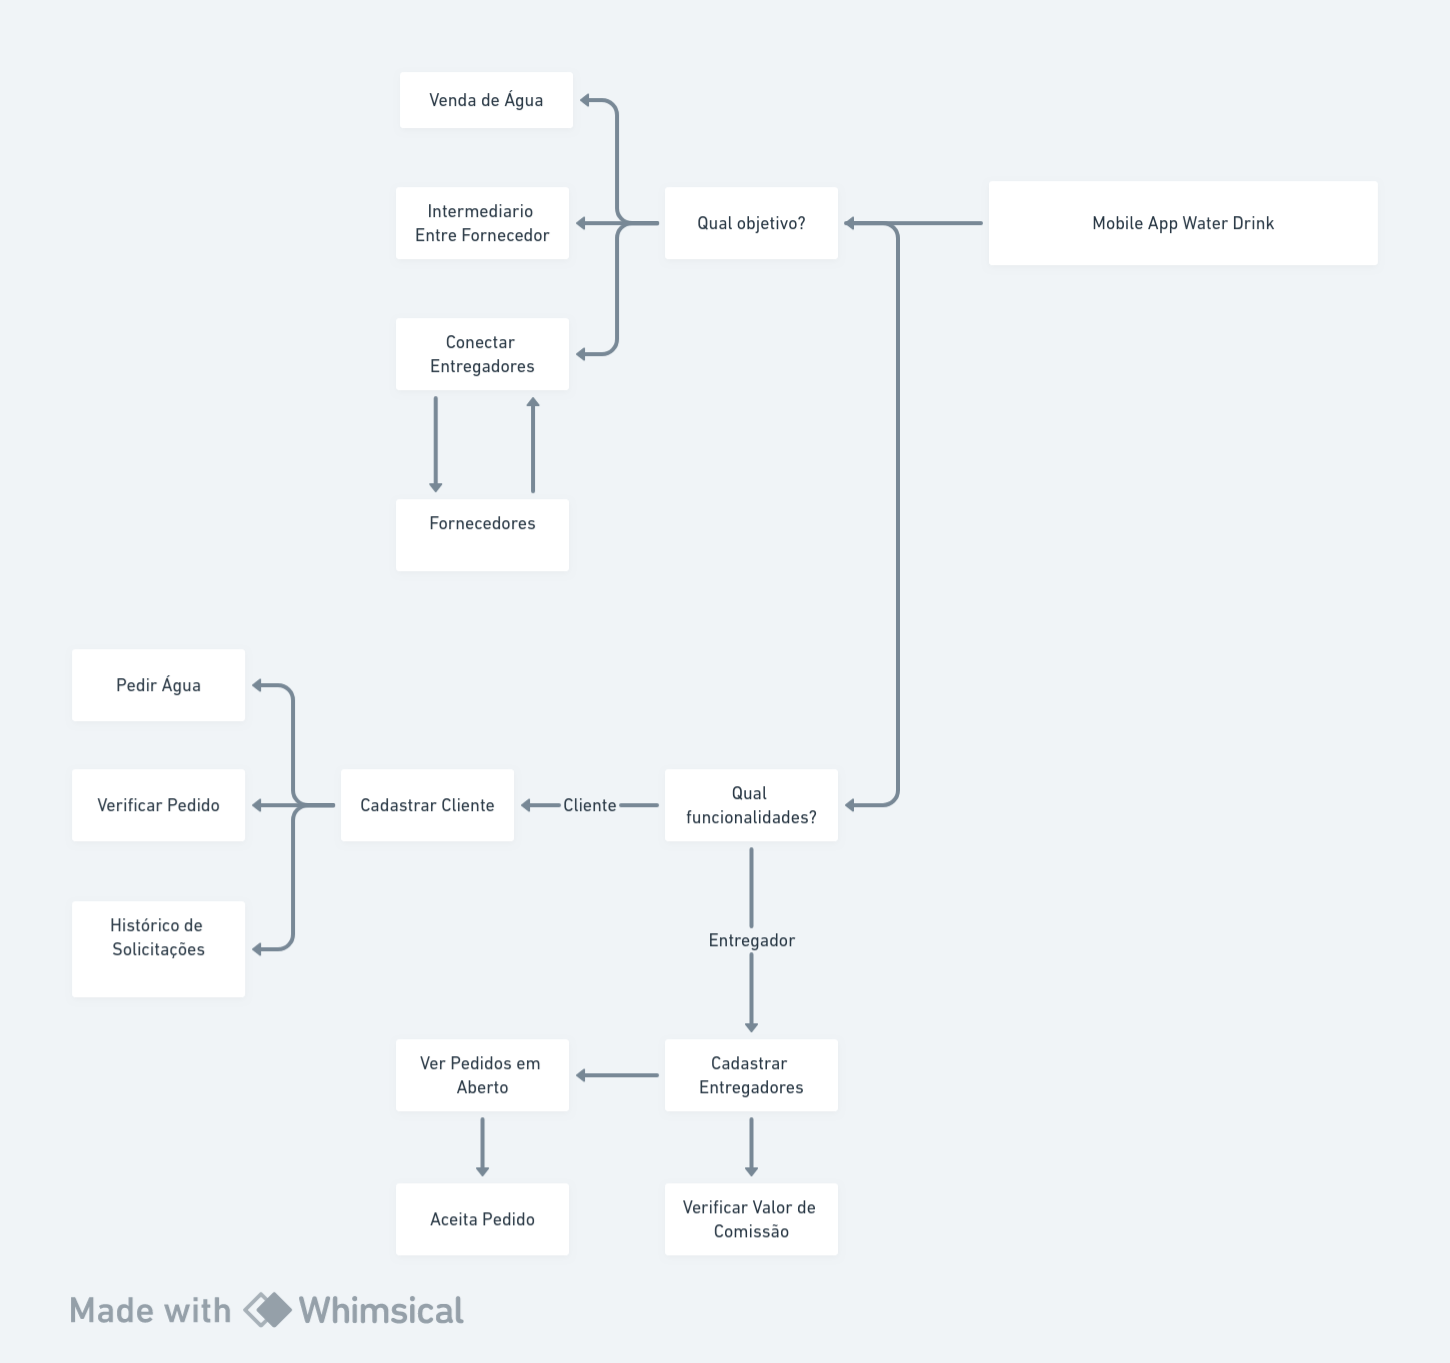 Venda de Água
Intermediario
Entre Fornecedor
Qual objetivo?
Mobile App Water Drink
Conectar
Entregadores
Fornecedores
Pedir Água
Verificar Pedido
Cadastrar Cliente
Cliente
Qual
funcionalidades?
Histórico de
Solicitações
Entregador
Ver Pedidos em
Aberto
Cadastrar
Entregadores
Aceita Pedido
Verificar Valor de
Comissão
Made with Whimsical